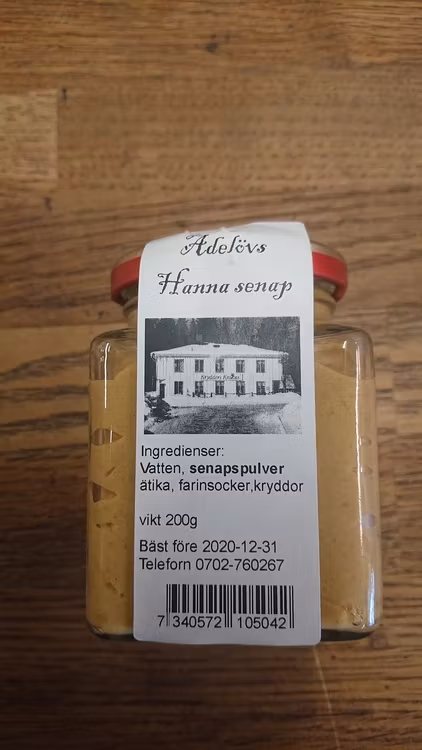 Adelövs
Hanna senap
Ingredienser:
Vatten, senapspulver
ätika, farinsocker,kryddor
vikt 200g
Bäst före 2020-12-31
Teleforn 0702-760267
7 340572 105042